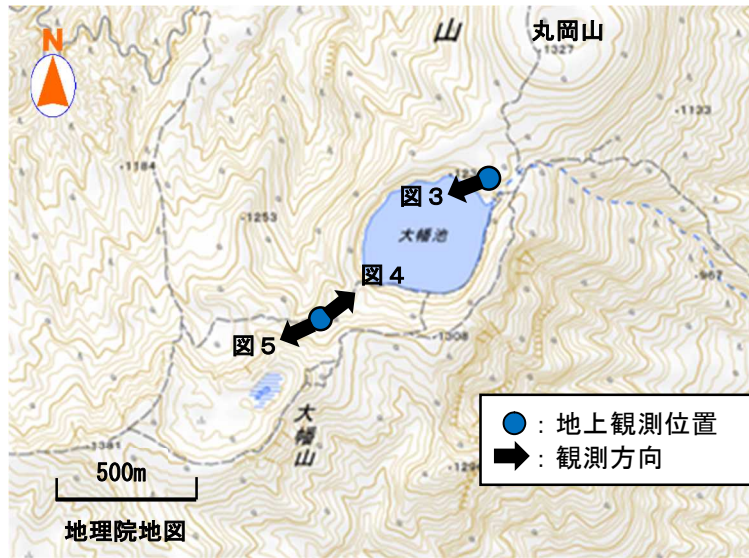 N
山
丸岡山
-1327
-1133
-1184
図３
大幡池
-1253
図４
-967
図５
-1308
大幡山
●：地上観測位置
➡：観測方向
-1381
500m
地理院地図